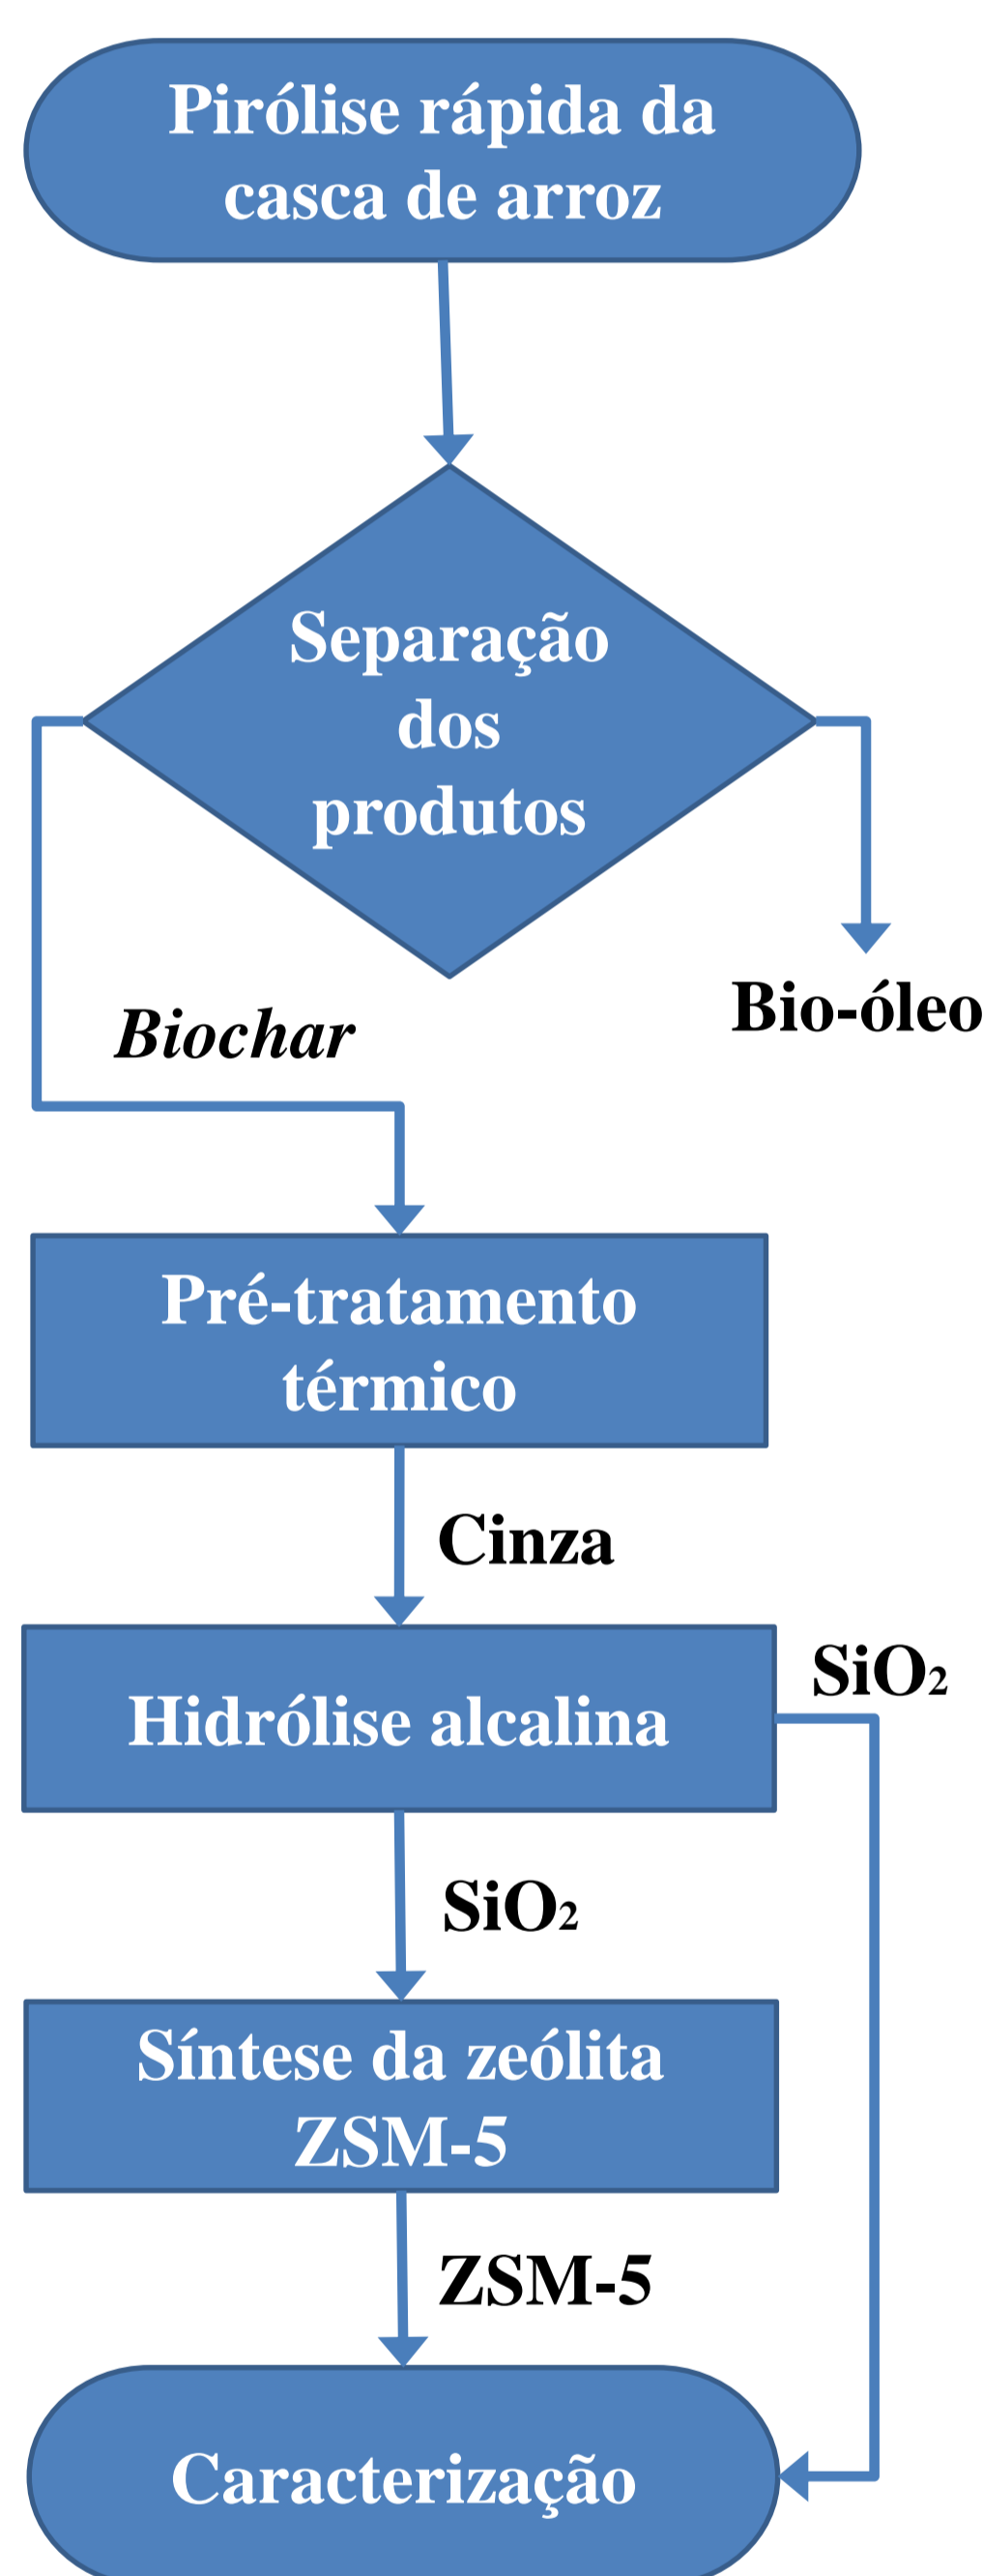 Pirólise rápida da
casca de arroz
Separação
dos
produtos
Bio-óleo
Biochar
Pré-tratamento
térmico
Cinza
Hidrólise alcalina
SiO₂
SiO₂
Síntese da zeólita
ZSM-5
ZSM-5
Caracterização